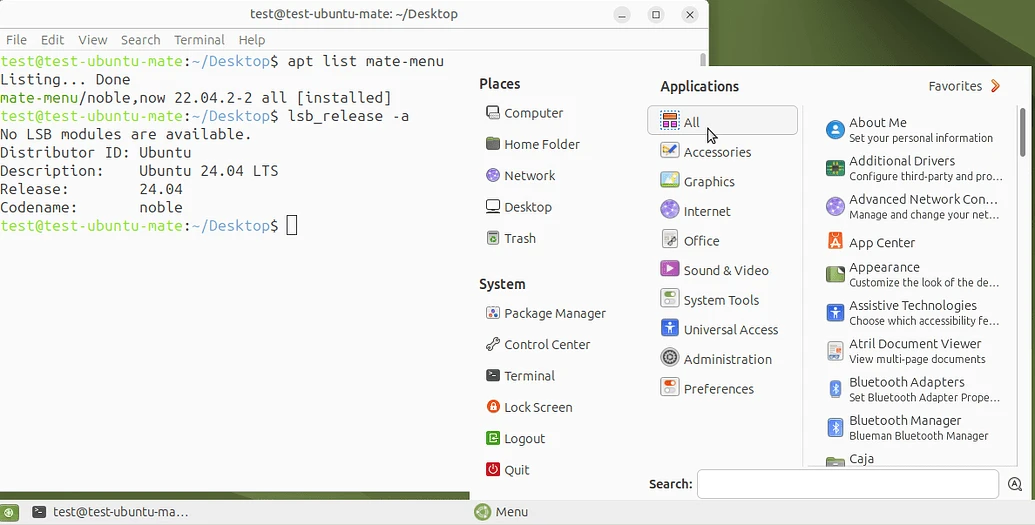 test@test-ubuntu-mate: ~/Desktop
File Edit View Search Terminal Help
test@test-ubuntu-mate:~/Desktop$ apt list mate-menu
Listing... Done
mate-menu/noble,now 22.04.2-2 all [installed]
test@test-ubuntu-mate:~/Desktop$ lsb_release -a
No LSB modules are available.
Distributor ID: Ubuntu
Description: Ubuntu 24.04 LTS
Release: 24.04
Codename: noble
test@test-ubuntu-mate:~/Desktop$
Places
Computer
Home Folder
Network
Desktop
Trash
System
Package Manager
Control Center
Terminal
Lock Screen
Logout
Quit
Applications
All
Accessories
Graphics
Internet
Office
Sound & Video
System Tools
Universal Access
Administration
Preferences
Favorites
About Me
Set your personal information
Additional Drivers
Configure third-party and pro...
Advanced Network Con...
Manage and change your net...
App Center
Appearance
Customize the look of the de...
Assistive Technologies
Choose which accessibility fe...
Atril Document Viewer
View multi-page documents
Bluetooth Adapters
Set Bluetooth Adapter Prope...
Bluetooth Manager
Blueman Bluetooth Manager
Caja
Search:
test@test-ubuntu-ma...
Menu